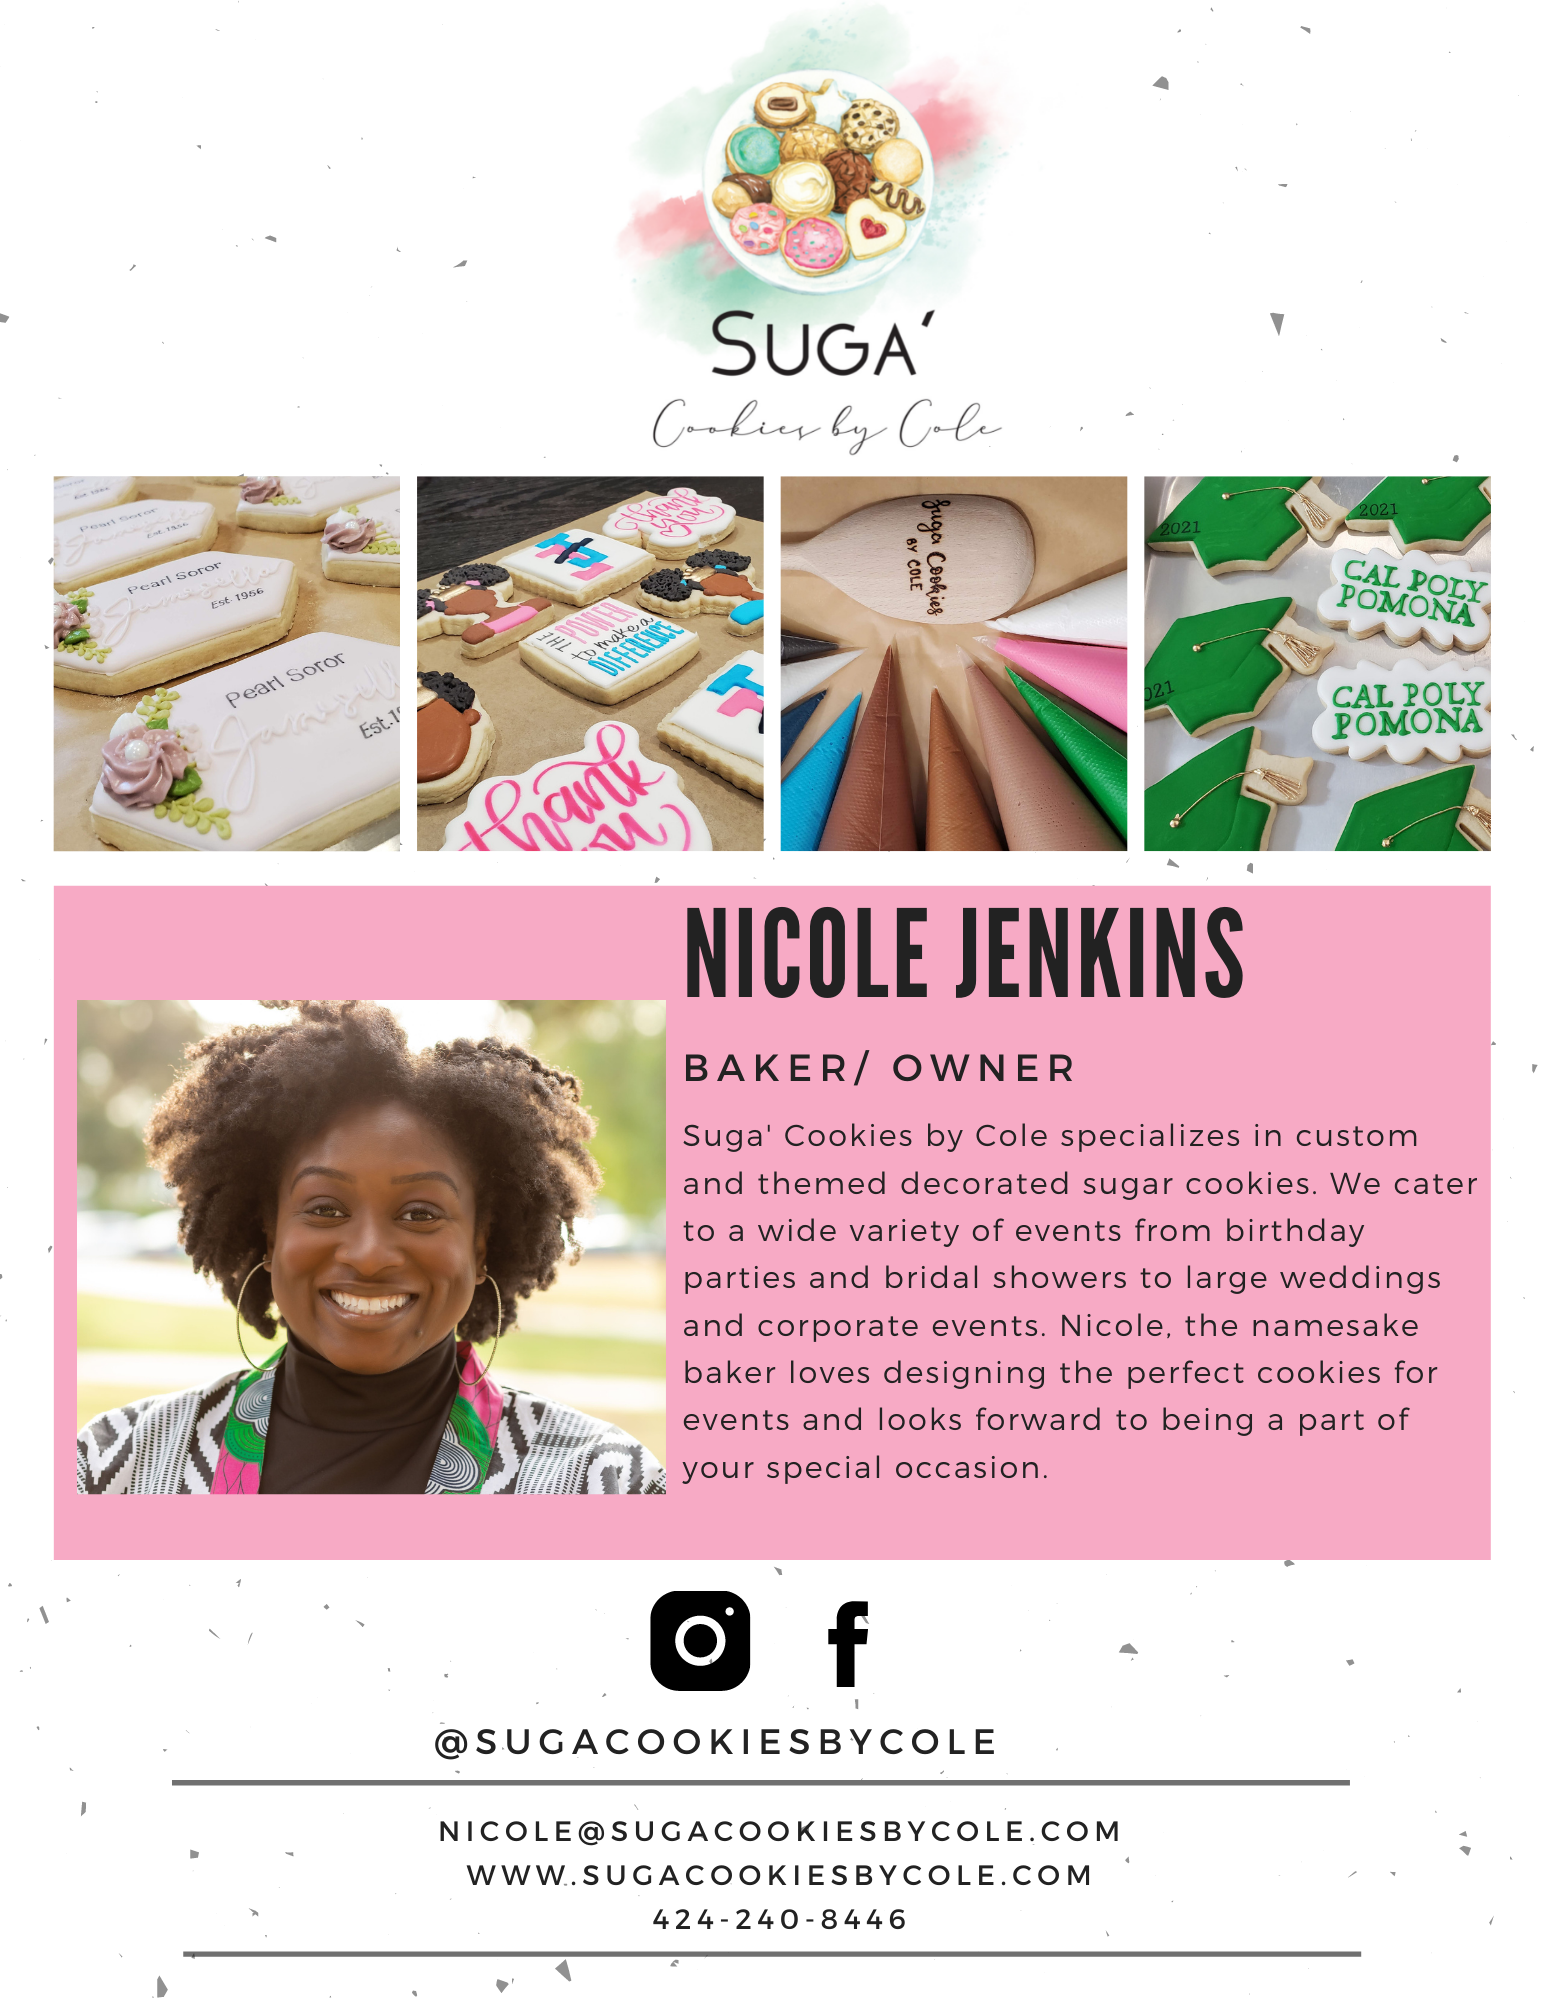 SUGA'
Cookies by Cole
Est. 1956
Pearl Soror
Est. 1956
Pearl Soror
Est. 1956
Pearl Soror
thank
you
THE
POWER
to make a
DIFFERENCE
thank
you
Suga Cookies
BY COLE
2021
2021
CAL POLY
POMONA
021
CAL POLY
POMONA
NICOLE JENKINS
BAKER/ OWNER
Suga' Cookies by Cole specializes in custom
and themed decorated sugar cookies. We cater
to a wide variety of events from birthday
parties and bridal showers to large weddings
and corporate events. Nicole, the namesake
baker loves designing the perfect cookies for
events and looks forward to being a part of
your special occasion.
@SUGACOOKIESBYCOLE
NICOLE@SUGACOOKIESBYCOLE.COM
WWW.SUGACOOKIESBYCOLE.COM
424-240-8446